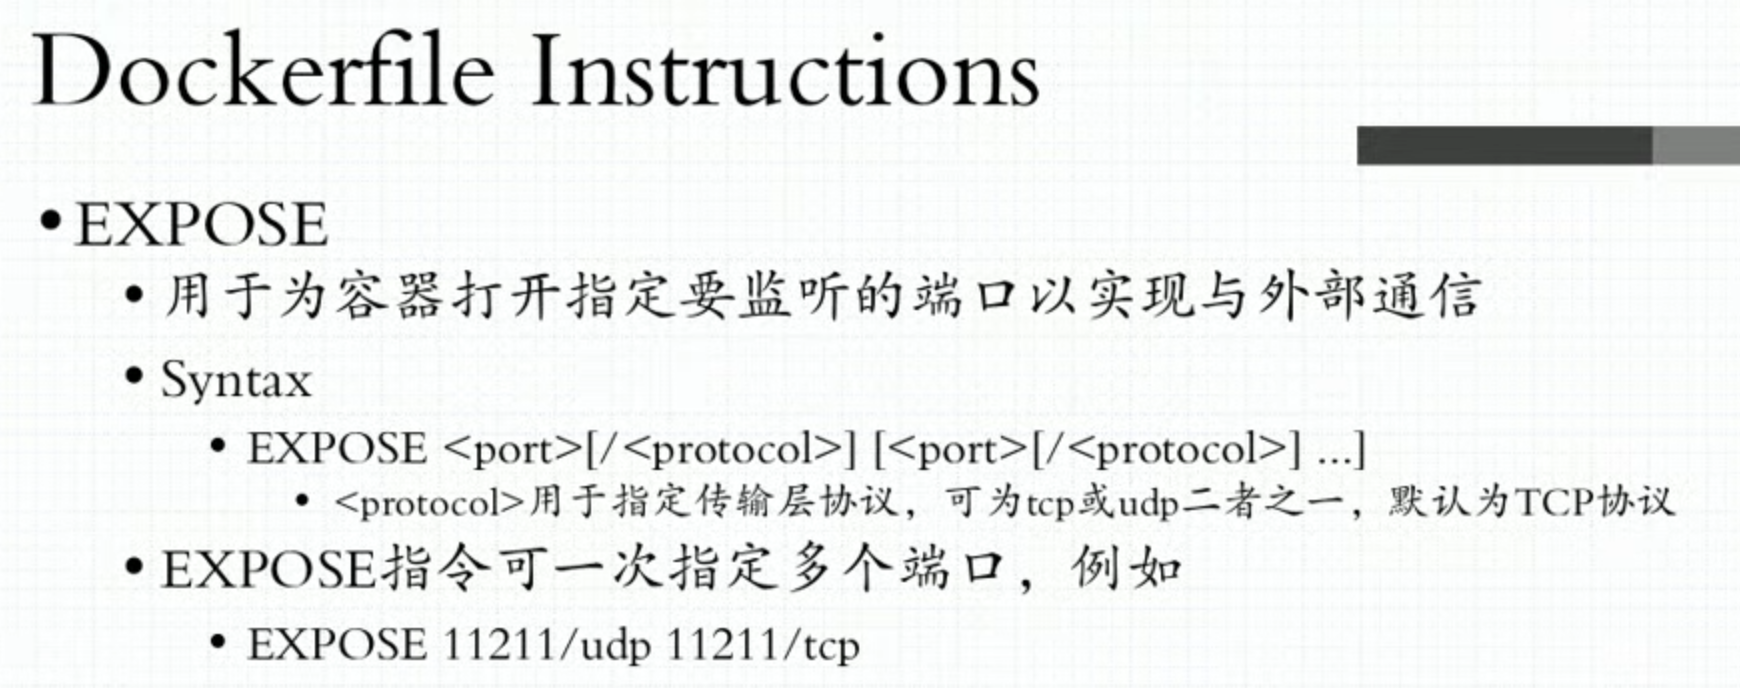 Dockerfile Instructions
•EXPOSE
• 用于为容器打开指定要监听的端口以实现与外部通信
• Syntax
• EXPOSE <port>[/<protocol>] [<port>[/<protocol>] ...]
• <protocol>用于指定传输层协议，可为tcp或udp二者之一，默认为TCP协议
• EXPOSE指令可一次指定多个端口，例如
• EXPOSE 11211/udp 11211/tcp